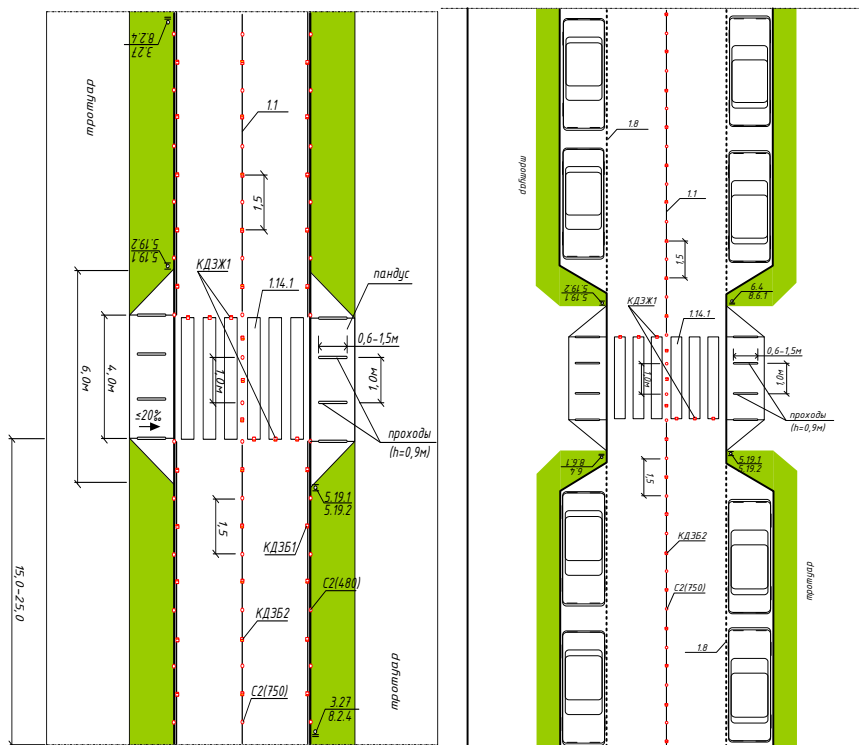 8.2.4
3.27
тротуар
1.1
1,5
5.19.2
5.19.1
КДЗЖ1
1.14.1
пандус
0,6-1,5м
6,0м
4,0м
1,0м
1,0м
≤20‰
проходы
(h=0,9м)
5.19.1
5.19.2
1,5
КДЗБ1
15,0-25,0
С2(480)
КДЗБ2
С2(750)
тротуар
3.27
8.2.4
1.8
тротуар
1.1
1,5
5.19.2
5.19.1
6.4
8.6.1
КДЗЖ1
1.14.1
0,6-1,5м
1,0м
1,0м
проходы
(h=0,9м)
8.6.1
6.4
5.19.1
5.19.2
1,5
КДЗБ2
С2(750)
тротуар
1.8